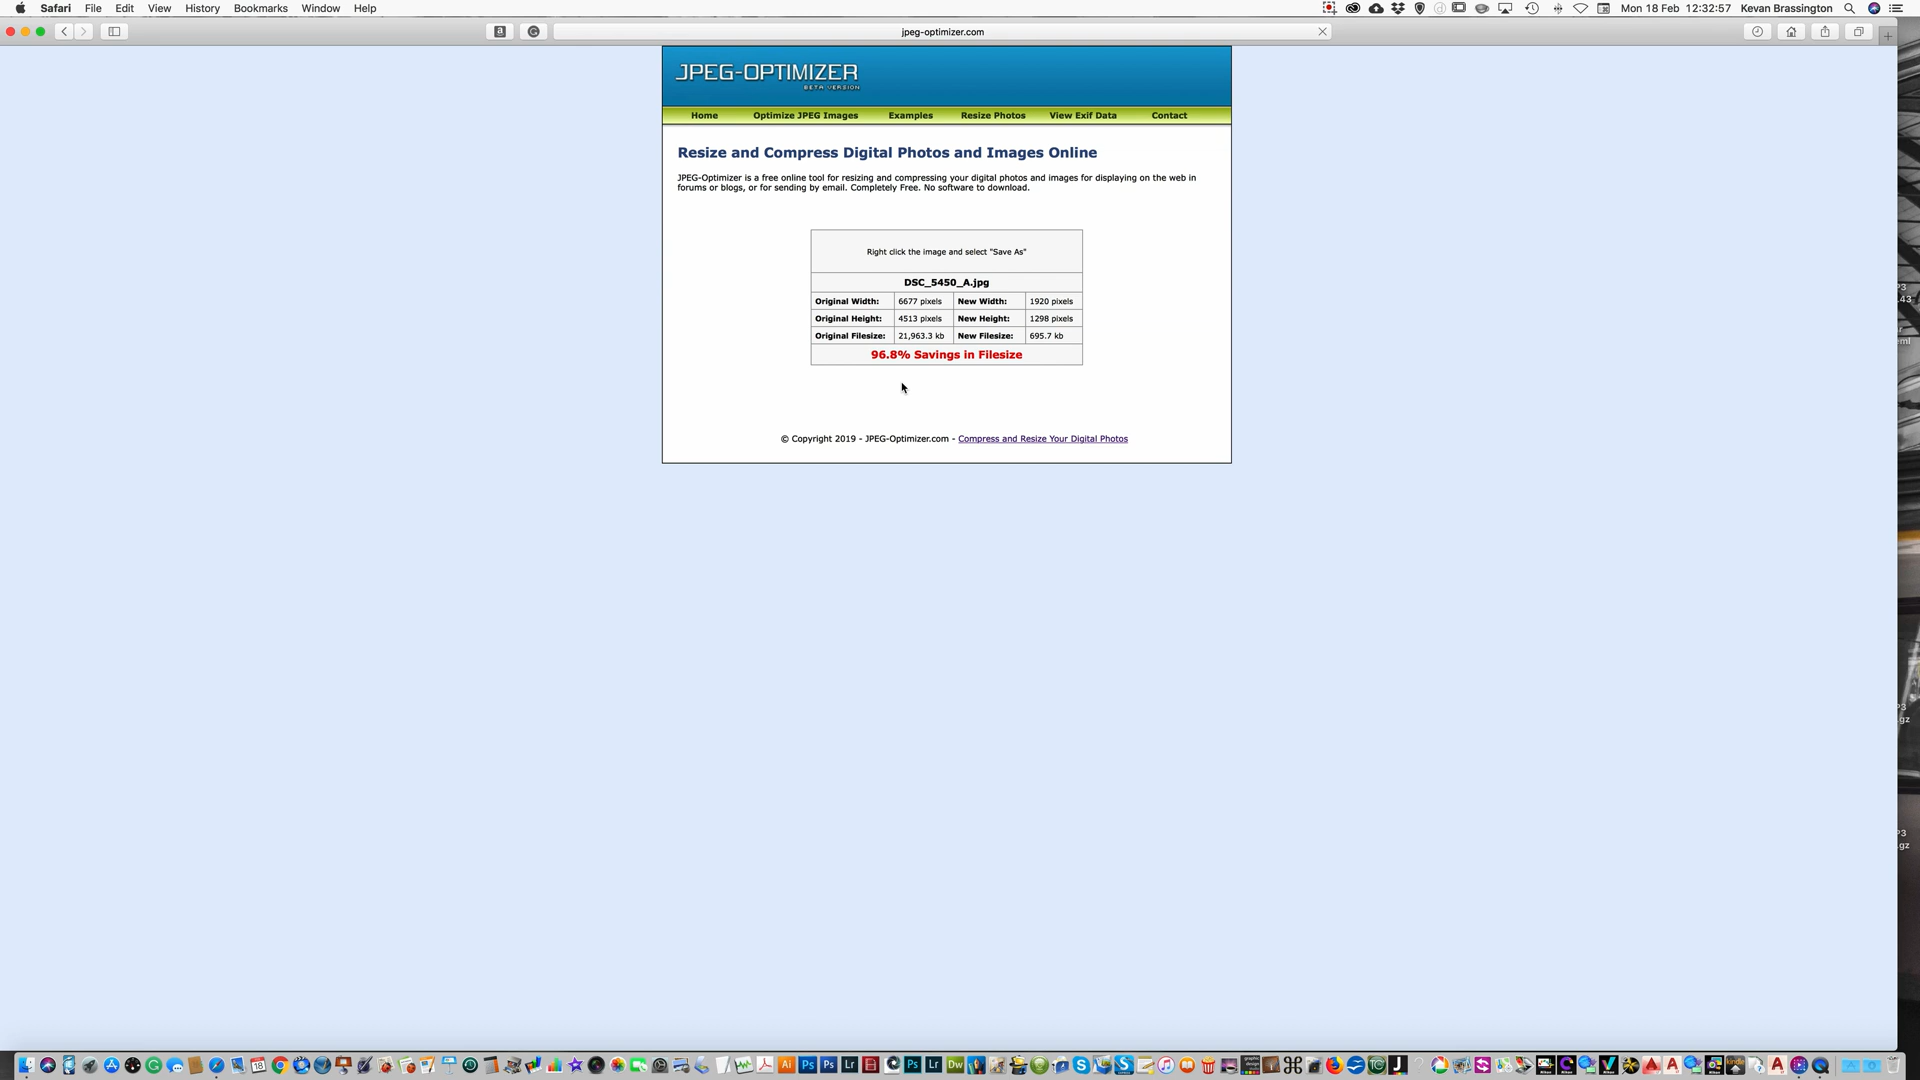 Safari File Edit View History Bookmarks Window Help
Mon 18 Feb 12:32:57 Kevan Brassington
jpeg-optimizer.com
JPEG-OPTIMIZER
BETA VERSION
Home Optimize JPEG Images Examples Resize Photos View Exif Data Contact
Resize and Compress Digital Photos and Images Online
JPEG-Optimizer is a free online tool for resizing and compressing your digital photos and images for displaying on the web in
forums or blogs, or for sending by email. Completely Free. No software to download.
Right click the image and select "Save As"
DSC_5450_A.jpg
Original Width: 6677 pixels New Width: 1920 pixels
Original Height: 4513 pixels New Height: 1298 pixels
Original Filesize: 21,963.3 kb New Filesize: 695.7 kb
96.8% Savings in Filesize
© Copyright 2019 - JPEG-Optimizer.com - Compress and Resize Your Digital Photos